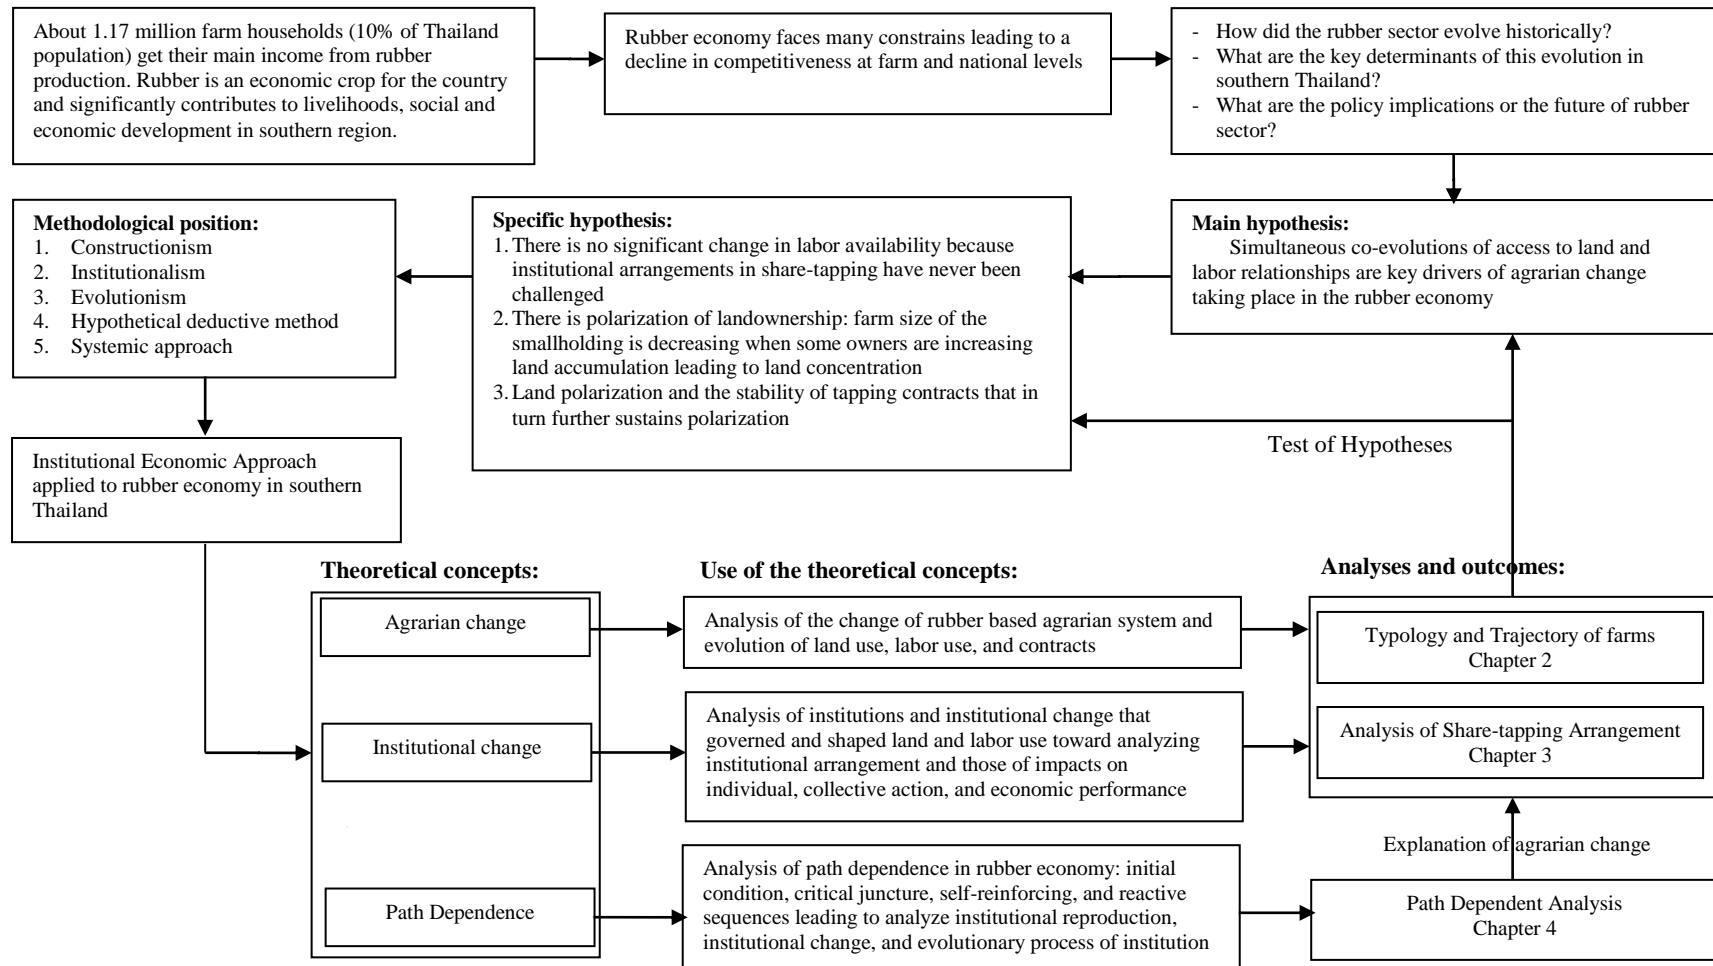 About 1.17 million farm households (10% of Thailand
population) get their main income from rubber
production. Rubber is an economic crop for the country
and significantly contributes to livelihoods, social and
economic development in southern region.
Rubber economy faces many constrains leading to a
decline in competitiveness at farm and national levels
- How did the rubber sector evolve historically?
- What are the key determinants of this evolution in
southern Thailand?
- What are the policy implications or the future of rubber
sector?
Main hypothesis:
Simultaneous co-evolutions of access to land and
labor relationships are key drivers of agrarian change
taking place in the rubber economy
Specific hypothesis:
1. There is no significant change in labor availability because
institutional arrangements in share-tapping have never been
challenged
2. There is polarization of landownership: farm size of the
smallholding is decreasing when some owners are increasing
land accumulation leading to land concentration
3. Land polarization and the stability of tapping contracts that in
turn further sustains polarization
Methodological position:
1. Constructionism
2. Institutionalism
3. Evolutionism
4. Hypothetical deductive method
5. Systemic approach
Test of Hypotheses
Institutional Economic Approach
applied to rubber economy in southern
Thailand
Theoretical concepts:
Use of the theoretical concepts:
Analyses and outcomes:
Agrarian change
Analysis of the change of rubber based agrarian system and
evolution of land use, labor use, and contracts
Typology and Trajectory of farms
Chapter 2
Institutional change
Analysis of institutions and institutional change that
governed and shaped land and labor use toward analyzing
institutional arrangement and those of impacts on
individual, collective action, and economic performance
Analysis of Share-tapping Arrangement
Chapter 3
Explanation of agrarian change
Path Dependence
Analysis of path dependence in rubber economy: initial
condition, critical juncture, self-reinforcing, and reactive
sequences leading to analyze institutional reproduction,
institutional change, and evolutionary process of institution
Path Dependent Analysis
Chapter 4